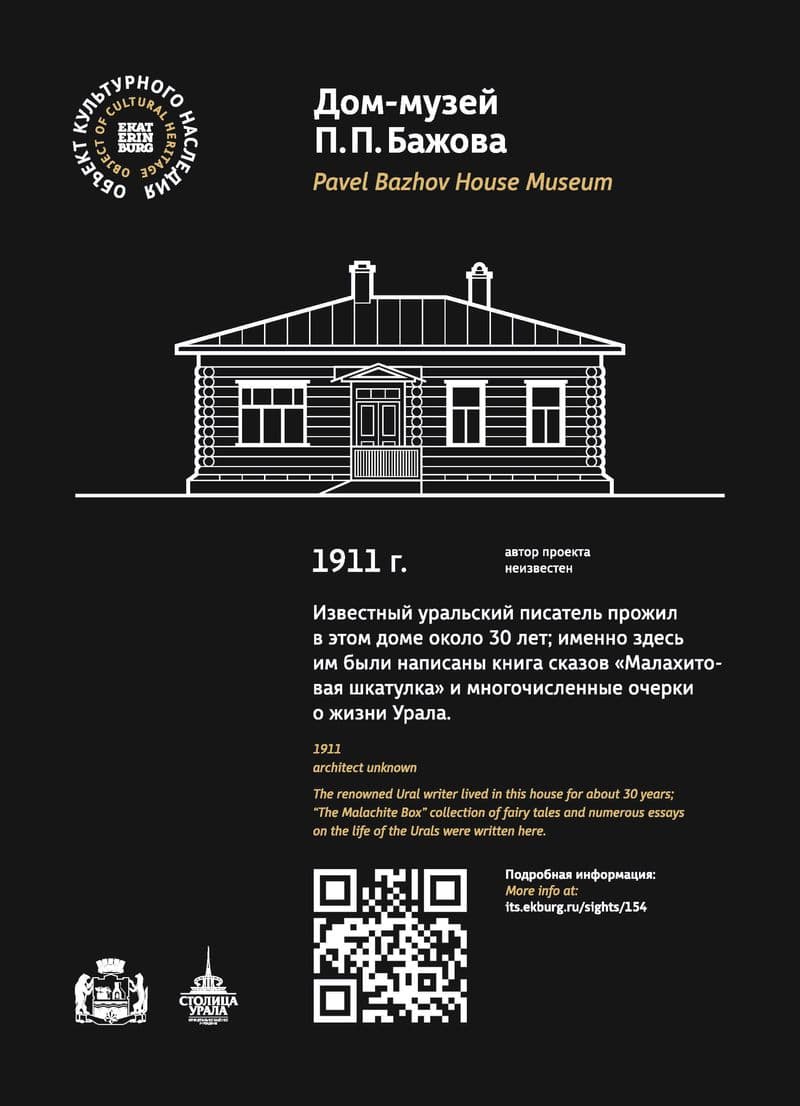 ОБЪЕКТ КУЛЬТУРНОГО НАСЛЕДИЯ
OBJECT OF CULTURAL HERITAGE
EKAT
ERIN
BURG
Дом-музей
П.П.Бажова
Pavel Bazhov House Museum
1911 г.
автор проекта
неизвестен
Известный уральский писатель прожил
в этом доме около 30 лет; именно здесь
им были написаны книга сказов «Малахито-
вая шкатулка» и многочисленные очерки
о жизни Урала.
1911
architect unknown
The renowned Ural writer lived in this house for about 30 years;
“The Malachite Box” collection of fairy tales and numerous essays
on the life of the Urals were written here.
Подробная информация:
More info at:
its.ekburg.ru/sights/154
СТОЛИЦА
УРАЛА